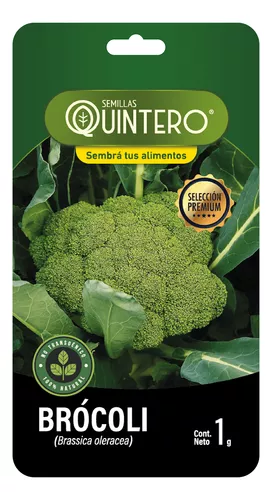 SEMILLAS
QUINTERO®
Sembrá tus alimentos
SELECCIÓN
PREMIUM
NO TRANSGÉNICO
100% NATURAL
BRÓCOLI
(Brassica oleracea)
Cont. Neto 1 g